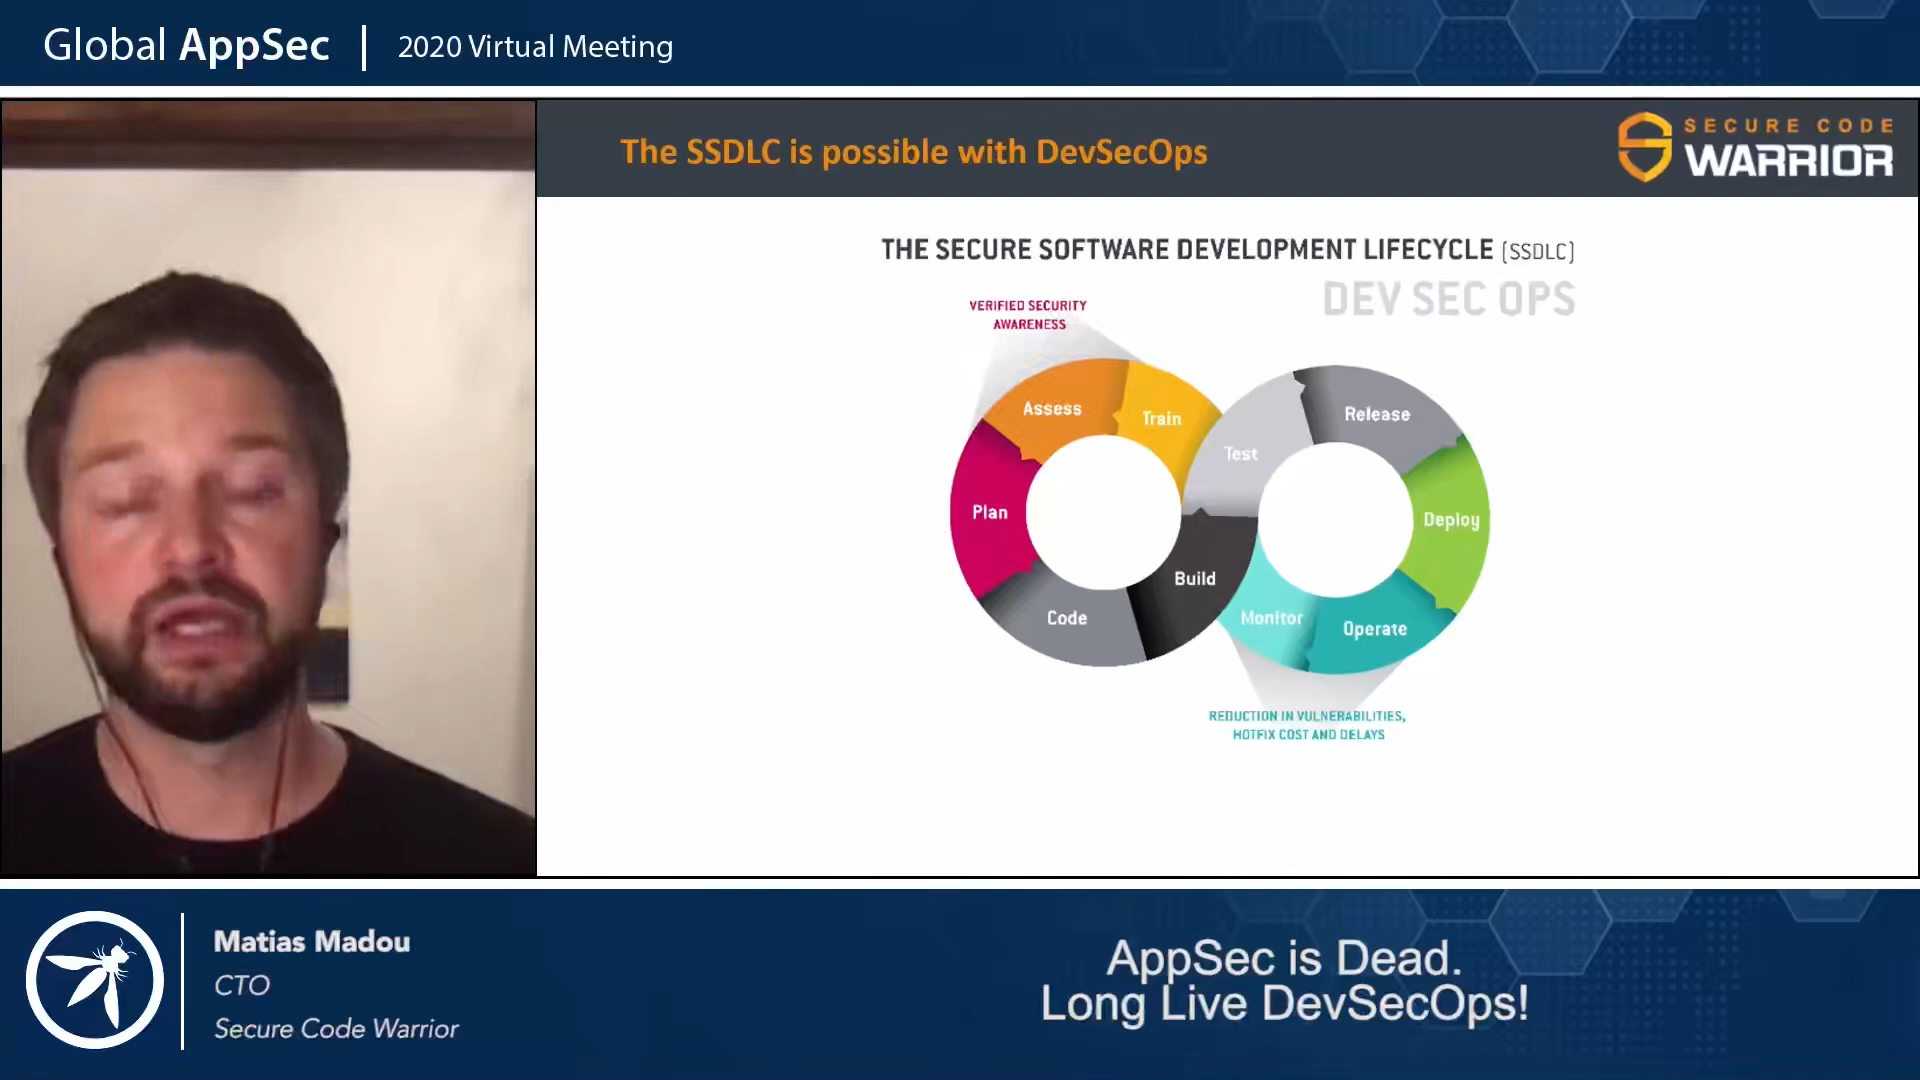 Global AppSec | 2020 Virtual Meeting
The SSDLC is possible with DevSecOps
SECURE CODE
WARRIOR
THE SECURE SOFTWARE DEVELOPMENT LIFECYCLE (SSDLC)
DEV SEC OPS
VERIFIED SECURITY
AWARENESS
Assess
Train
Test
Release
Plan
Deploy
Build
Code
Monitor
Operate
REDUCTION IN VULNERABILITIES,
HOTFIX COST AND DELAYS
Matias Madou
CTO
Secure Code Warrior
AppSec is Dead.
Long Live DevSecOps!